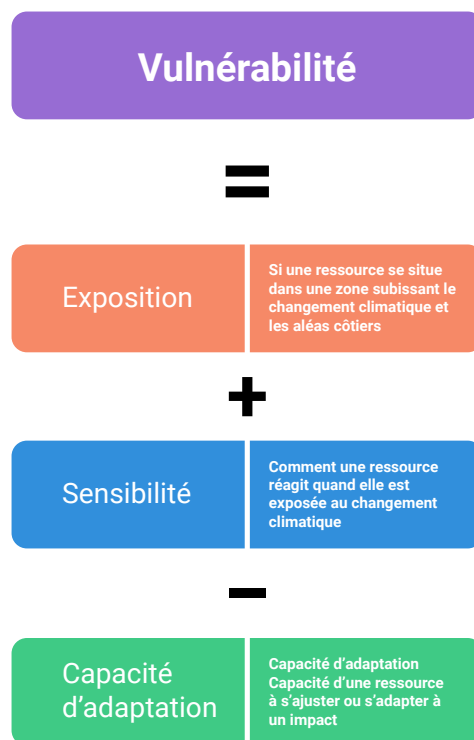 Vulnérabilité
=
Exposition
Si une ressource se situe
dans une zone subissant le
changement climatique et
les aléas côtiers
+
Sensibilité
Comment une ressource
réagit quand elle est
exposée au changement
climatique
-
Capacité
d'adaptation
Capacité d'adaptation
Capacité d'une ressource
à s'ajuster ou s'adapter à
un impact